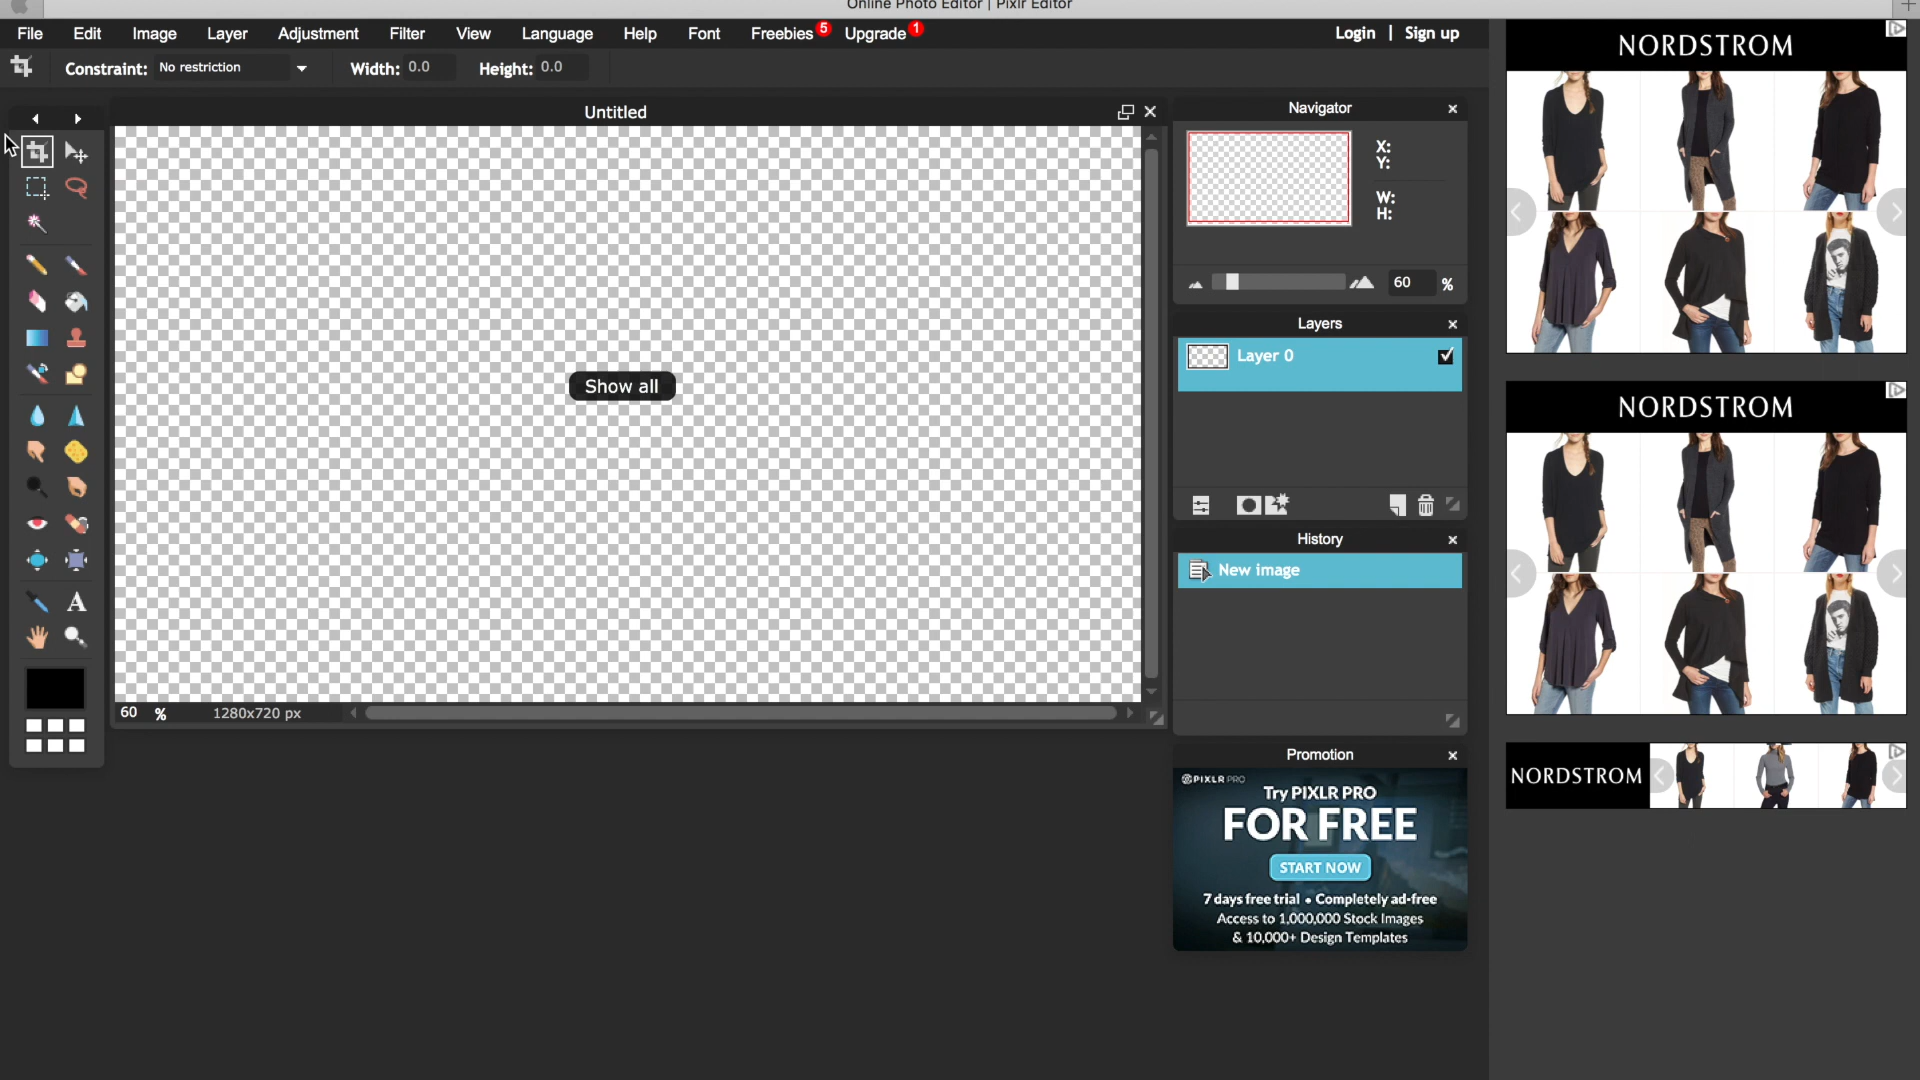 Online Photo Editor | Pixlr Editor
File Edit Image Layer Adjustment Filter View Language Help Font Freebies 5 Upgrade 1 Login | Sign up
Constraint: No restriction Width: 0.0 Height: 0.0
Untitled
Show all
60 % 1280x720 px
Navigator
X:
Y:
W:
H:
60 %
Layers
Layer 0
History
New image
Promotion
PIXLR PRO
Try PIXLR PRO
FOR FREE
START NOW
7 days free trial • Completely ad-free
Access to 1,000,000 Stock Images
& 10,000+ Design Templates
NORDSTROM
NORDSTROM
NORDSTROM